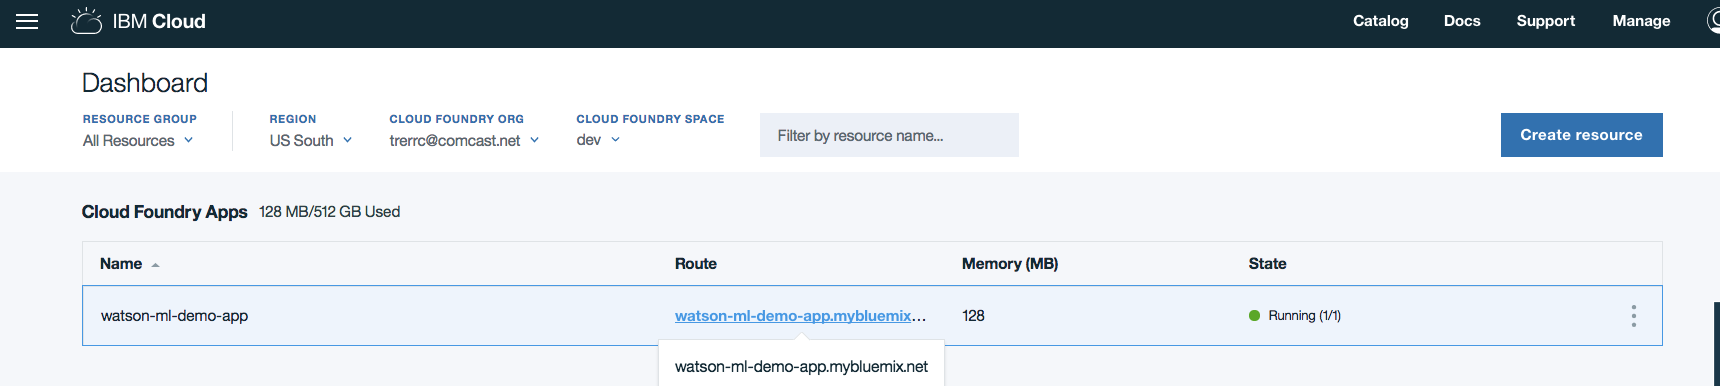 IBM Cloud Catalog Docs Support Manage
Dashboard
RESOURCE GROUP REGION CLOUD FOUNDRY ORG CLOUD FOUNDRY SPACE
All Resources US South trerrc@comcast.net dev Filter by resource name... Create resource
Cloud Foundry Apps 128 MB/512 GB Used
Name Route Memory (MB) State
watson-ml-demo-app watson-ml-demo-app.mybluemix... 128 Running (1/1)
watson-ml-demo-app.mybluemix.net